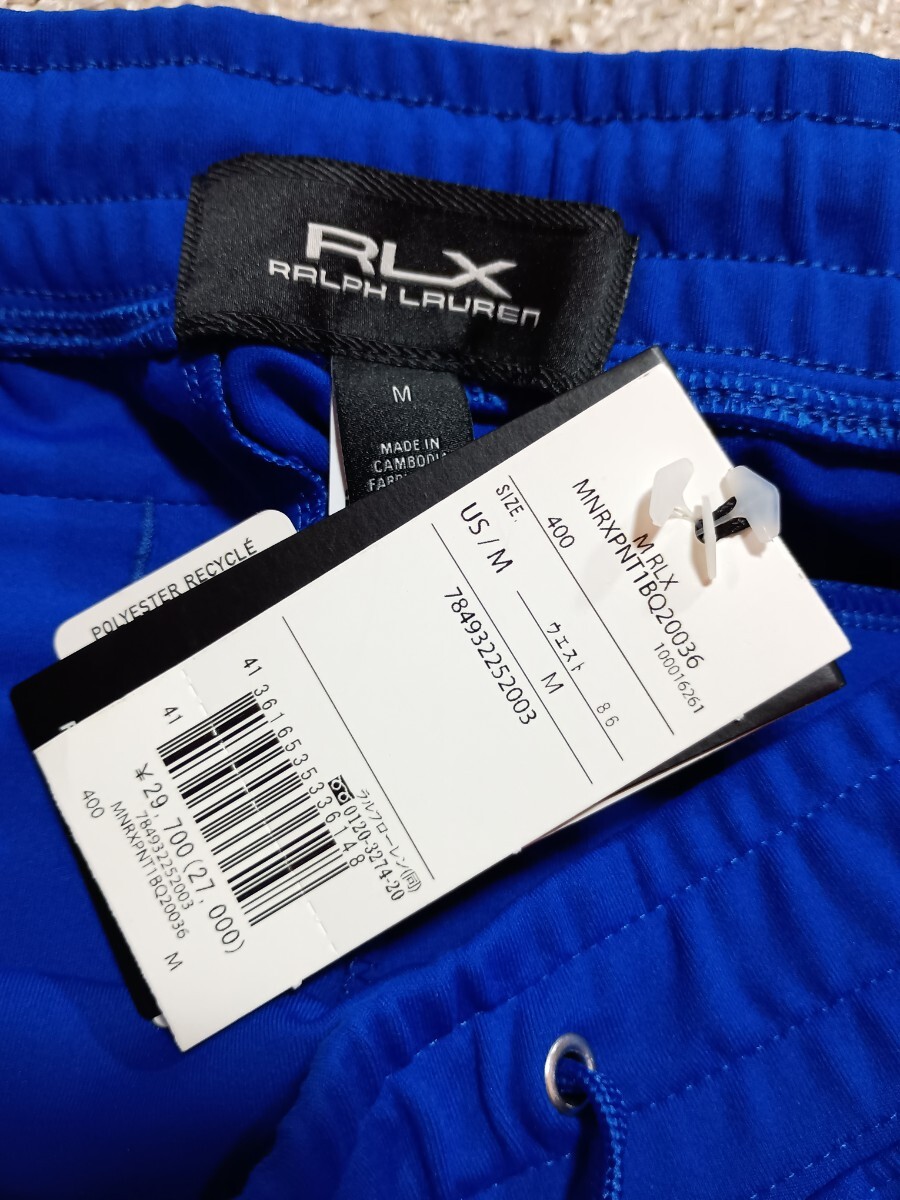 RLX
RALPH LAUREN
M
MADE IN
CAMBODIA
POLYESTER RECYCLÉ
M RLX
MNRXPNT1BQ20036
100016261
400
SIZE.
US / M
ウエスト 86
M
784932252003
ラルフローレン(同)
0120-3274-20
41 3616535336148
41
¥29,700(27,000)
784932252003
MNRXPNT1BQ20036
400
M